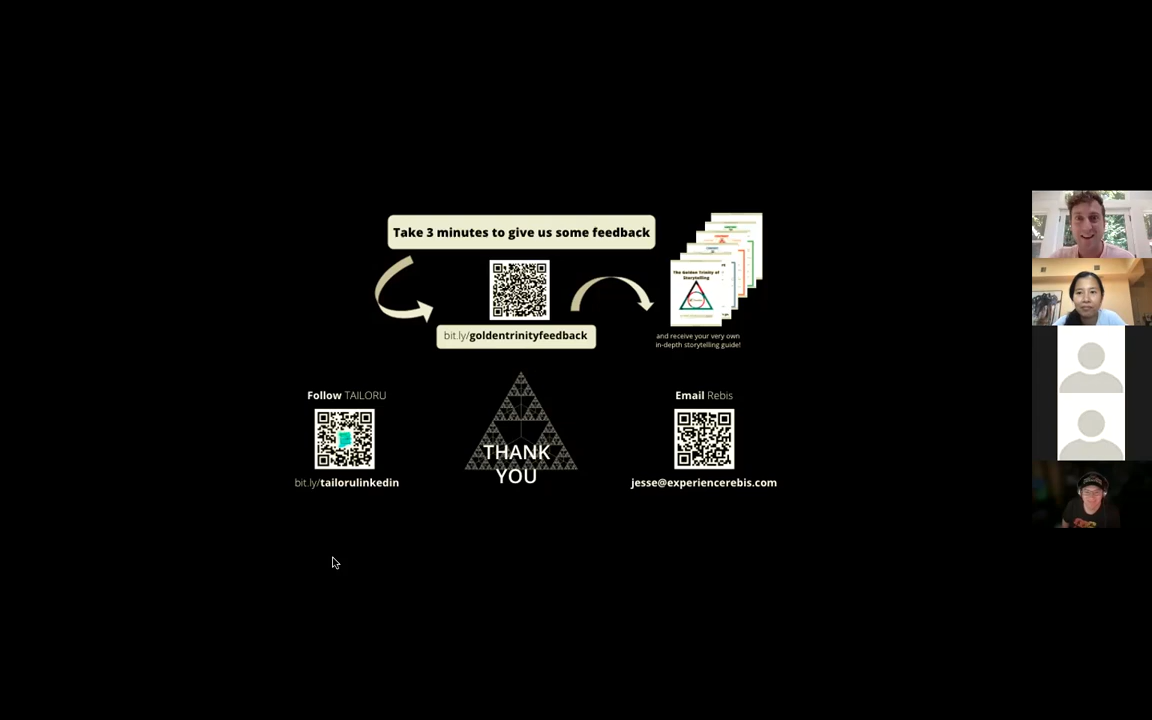 Take 3 minutes to give us some feedback
bit.ly/goldentrinityfeedback
The Golden Trinity of
Storytelling
and receive your very own
in-depth storytelling guide!
Follow TAILORU
bit.ly/tailorulinkedin
THANK
YOU
Email Rebis
jesse@experiencerebis.com